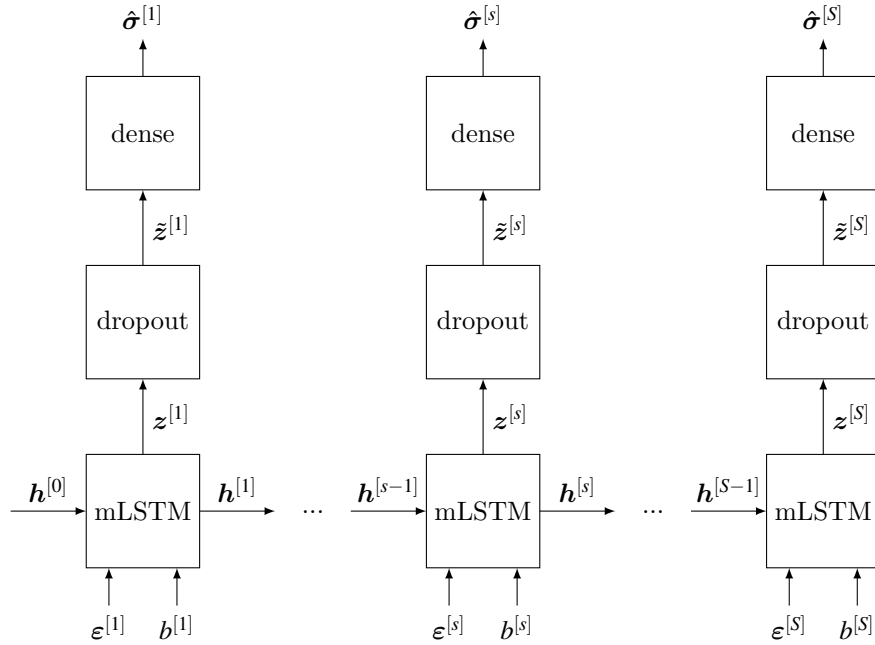 σ̂^[1] σ̂^[s] σ̂^[S]
dense dense dense
z̃^[1] z̃^[s] z̃^[S]
dropout dropout dropout
z^[1] z^[s] z^[S]
h^[0] h^[1] h^[s−1] h^[s] h^[S−1]
mLSTM ... mLSTM ... mLSTM
ε^[1] b^[1] ε^[s] b^[s] ε^[S] b^[S]